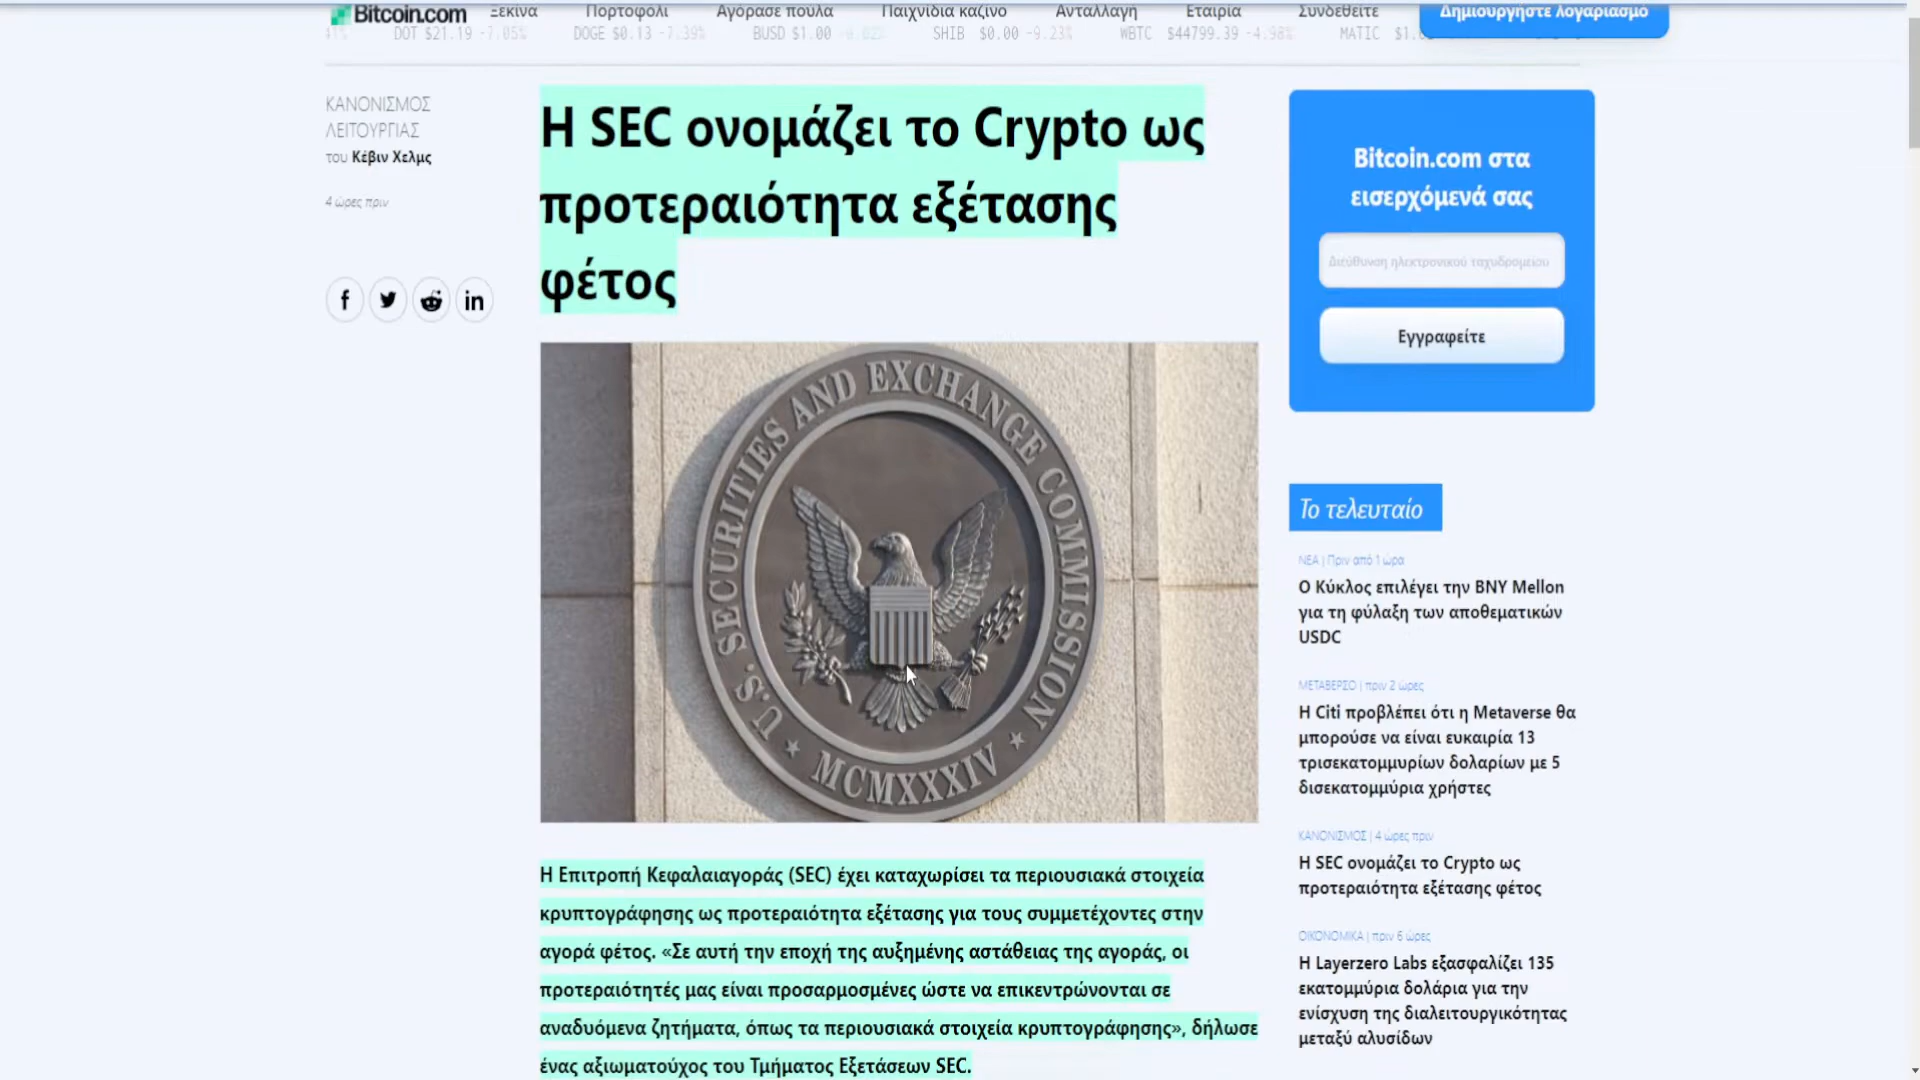 Bitcoin.com
Ξεκίνα
Πορτοφόλι
Αγόρασε πούλα
Παιχνίδια καζίνο
Ανταλλαγή
Εταιρία
Συνδεθείτε
Δημιουργήστε λογαριασμό
41% DOT $21.19 -7.05% DOGE $0.13 -7.39% BUSD $1.00 SHIB $0.00 -9.23% WBTC $44799.39 -4.98% MATIC
ΚΑΝΟΝΙΣΜΟΣ
ΛΕΙΤΟΥΡΓΙΑΣ
του Κέβιν Χελμς
4 ώρες πριν
Η SEC ονομάζει το Crypto ως
προτεραιότητα εξέτασης
φέτος
U.S. SECURITIES AND EXCHANGE COMMISSION
MCMXXXIV
Η Επιτροπή Κεφαλαιαγοράς (SEC) έχει καταχωρίσει τα περιουσιακά στοιχεία
κρυπτογράφησης ως προτεραιότητα εξέτασης για τους συμμετέχοντες στην
αγορά φέτος. «Σε αυτή την εποχή της αυξημένης αστάθειας της αγοράς, οι
προτεραιότητές μας είναι προσαρμοσμένες ώστε να επικεντρώνονται σε
αναδυόμενα ζητήματα, όπως τα περιουσιακά στοιχεία κρυπτογράφησης», δήλωσε
ένας αξιωματούχος του Τμήματος Εξετάσεων SEC.
Bitcoin.com στα
εισερχόμενά σας
Διεύθυνση ηλεκτρονικού ταχυδρομείου
Εγγραφείτε
Το τελευταίο
ΝΕΑ | Πριν από 1 ώρα
Ο Κύκλος επιλέγει την BNY Mellon
για τη φύλαξη των αποθεματικών
USDC
ΜΕΤΑΒΕΡΣΟ | πριν 2 ώρες
Η Citi προβλέπει ότι η Metaverse θα
μπορούσε να είναι ευκαιρία 13
τρισεκατομμυρίων δολαρίων με 5
δισεκατομμύρια χρήστες
ΚΑΝΟΝΙΣΜΟΣ | 4 ώρες πριν
Η SEC ονομάζει το Crypto ως
προτεραιότητα εξέτασης φέτος
ΟΙΚΟΝΟΜΙΚΑ | πριν 6 ώρες
Η Layerzero Labs εξασφαλίζει 135
εκατομμύρια δολάρια για την
ενίσχυση της διαλειτουργικότητας
μεταξύ αλυσίδων